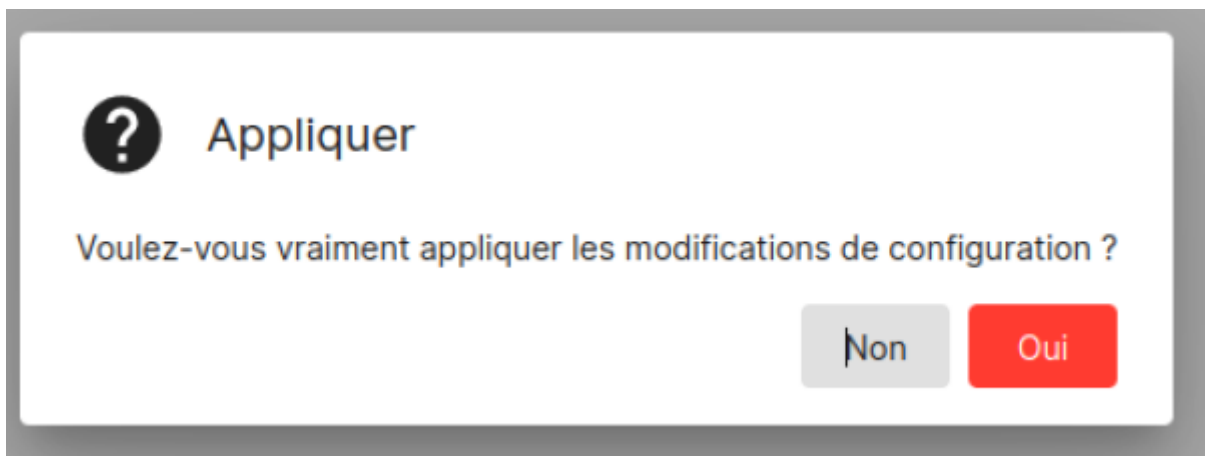 Appliquer
Voulez-vous vraiment appliquer les modifications de configuration ?
Non
Oui